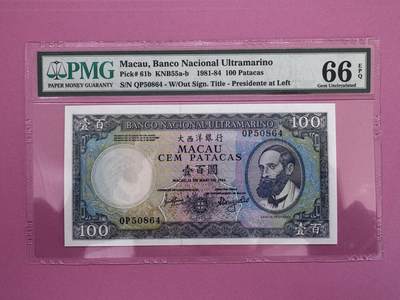 PMG
PAPER MONEY GUARANTY
Macau, Banco Nacional Ultramarino
Pick# 61b KNB55a-b 1981-84 100 Patacas
S/N QP50864 - W/Out Sign. Title - Presidente at Left
66 EPQ
Gem Uncirculated
壹百 BANCO NACIONAL ULTRAMARINO 100
大西洋銀行 QP50864
MACAU
CEM PATACAS
壹百圓
QP50864
100 壹百